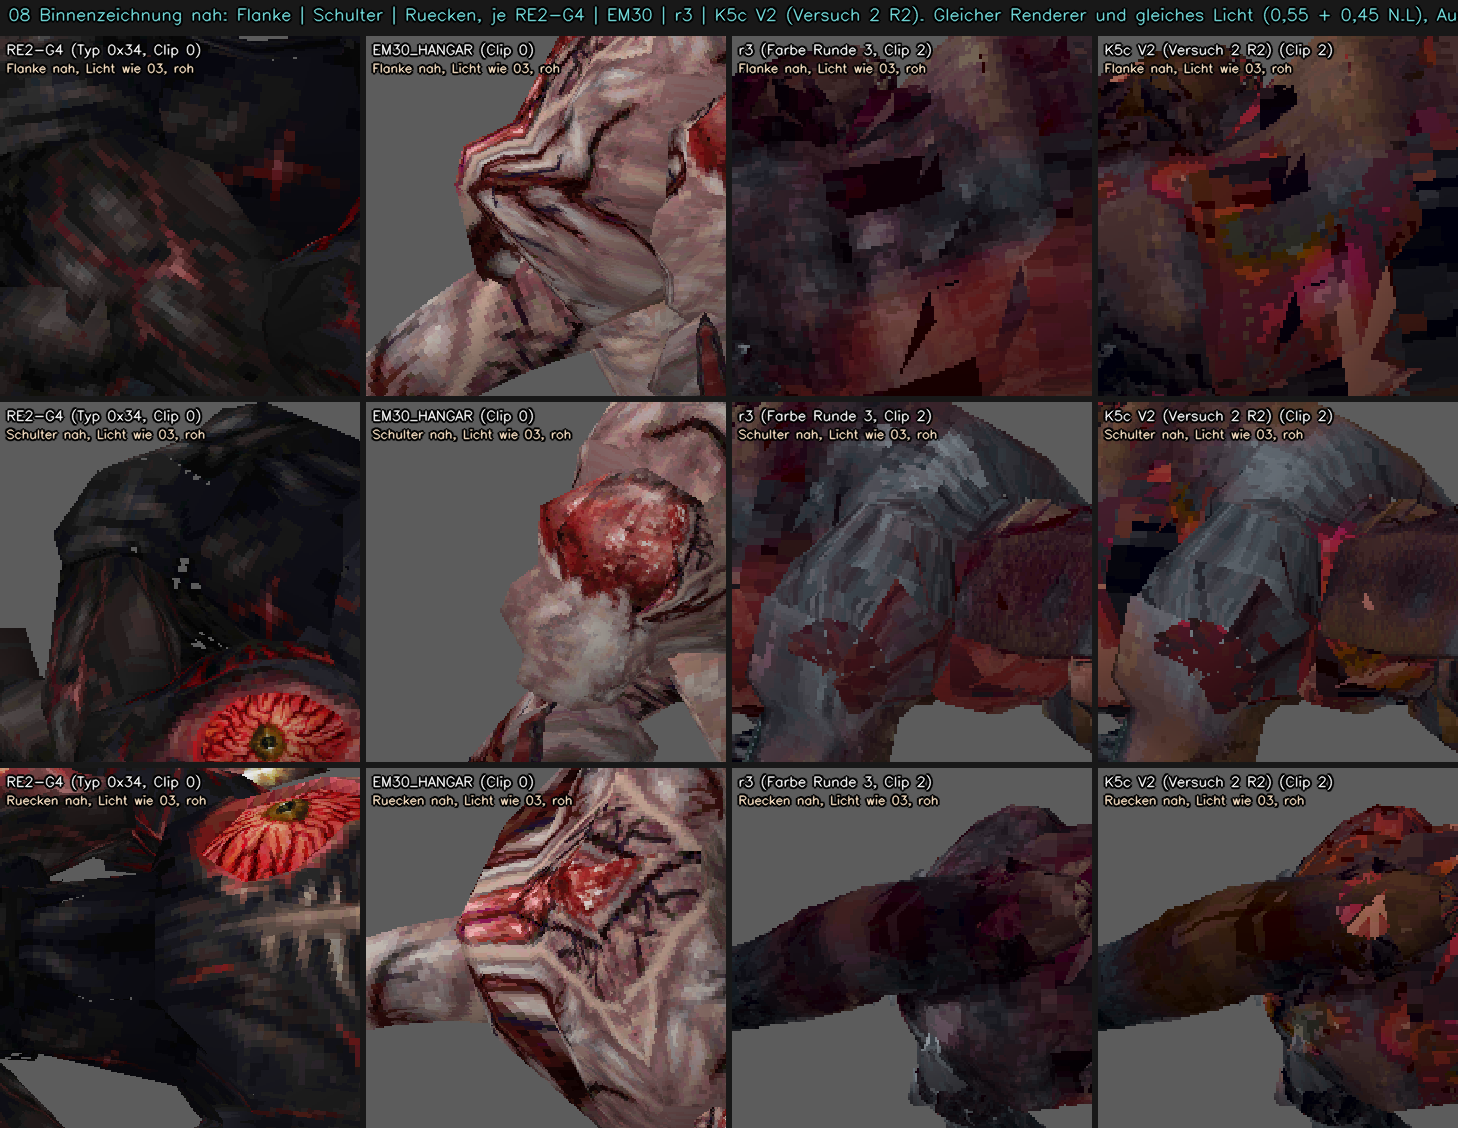 08 Binnenzeichnung nah: Flanke | Schulter | Ruecken, je RE2-G4 | EM30 | r3 | K5c V2 (Versuch 2 R2). Gleicher Renderer und gleiches Licht (0,55 + 0,45 N.L), Au
RE2-G4 (Typ 0x34, Clip 0)
Flanke nah, Licht wie 03, roh
EM30_HANGAR (Clip 0)
Flanke nah, Licht wie 03, roh
r3 (Farbe Runde 3, Clip 2)
Flanke nah, Licht wie 03, roh
K5c V2 (Versuch 2 R2) (Clip 2)
Flanke nah, Licht wie 03, roh
RE2-G4 (Typ 0x34, Clip 0)
Schulter nah, Licht wie 03, roh
EM30_HANGAR (Clip 0)
Schulter nah, Licht wie 03, roh
r3 (Farbe Runde 3, Clip 2)
Schulter nah, Licht wie 03, roh
K5c V2 (Versuch 2 R2) (Clip 2)
Schulter nah, Licht wie 03, roh
RE2-G4 (Typ 0x34, Clip 0)
Ruecken nah, Licht wie 03, roh
EM30_HANGAR (Clip 0)
Ruecken nah, Licht wie 03, roh
r3 (Farbe Runde 3, Clip 2)
Ruecken nah, Licht wie 03, roh
K5c V2 (Versuch 2 R2) (Clip 2)
Ruecken nah, Licht wie 03, roh